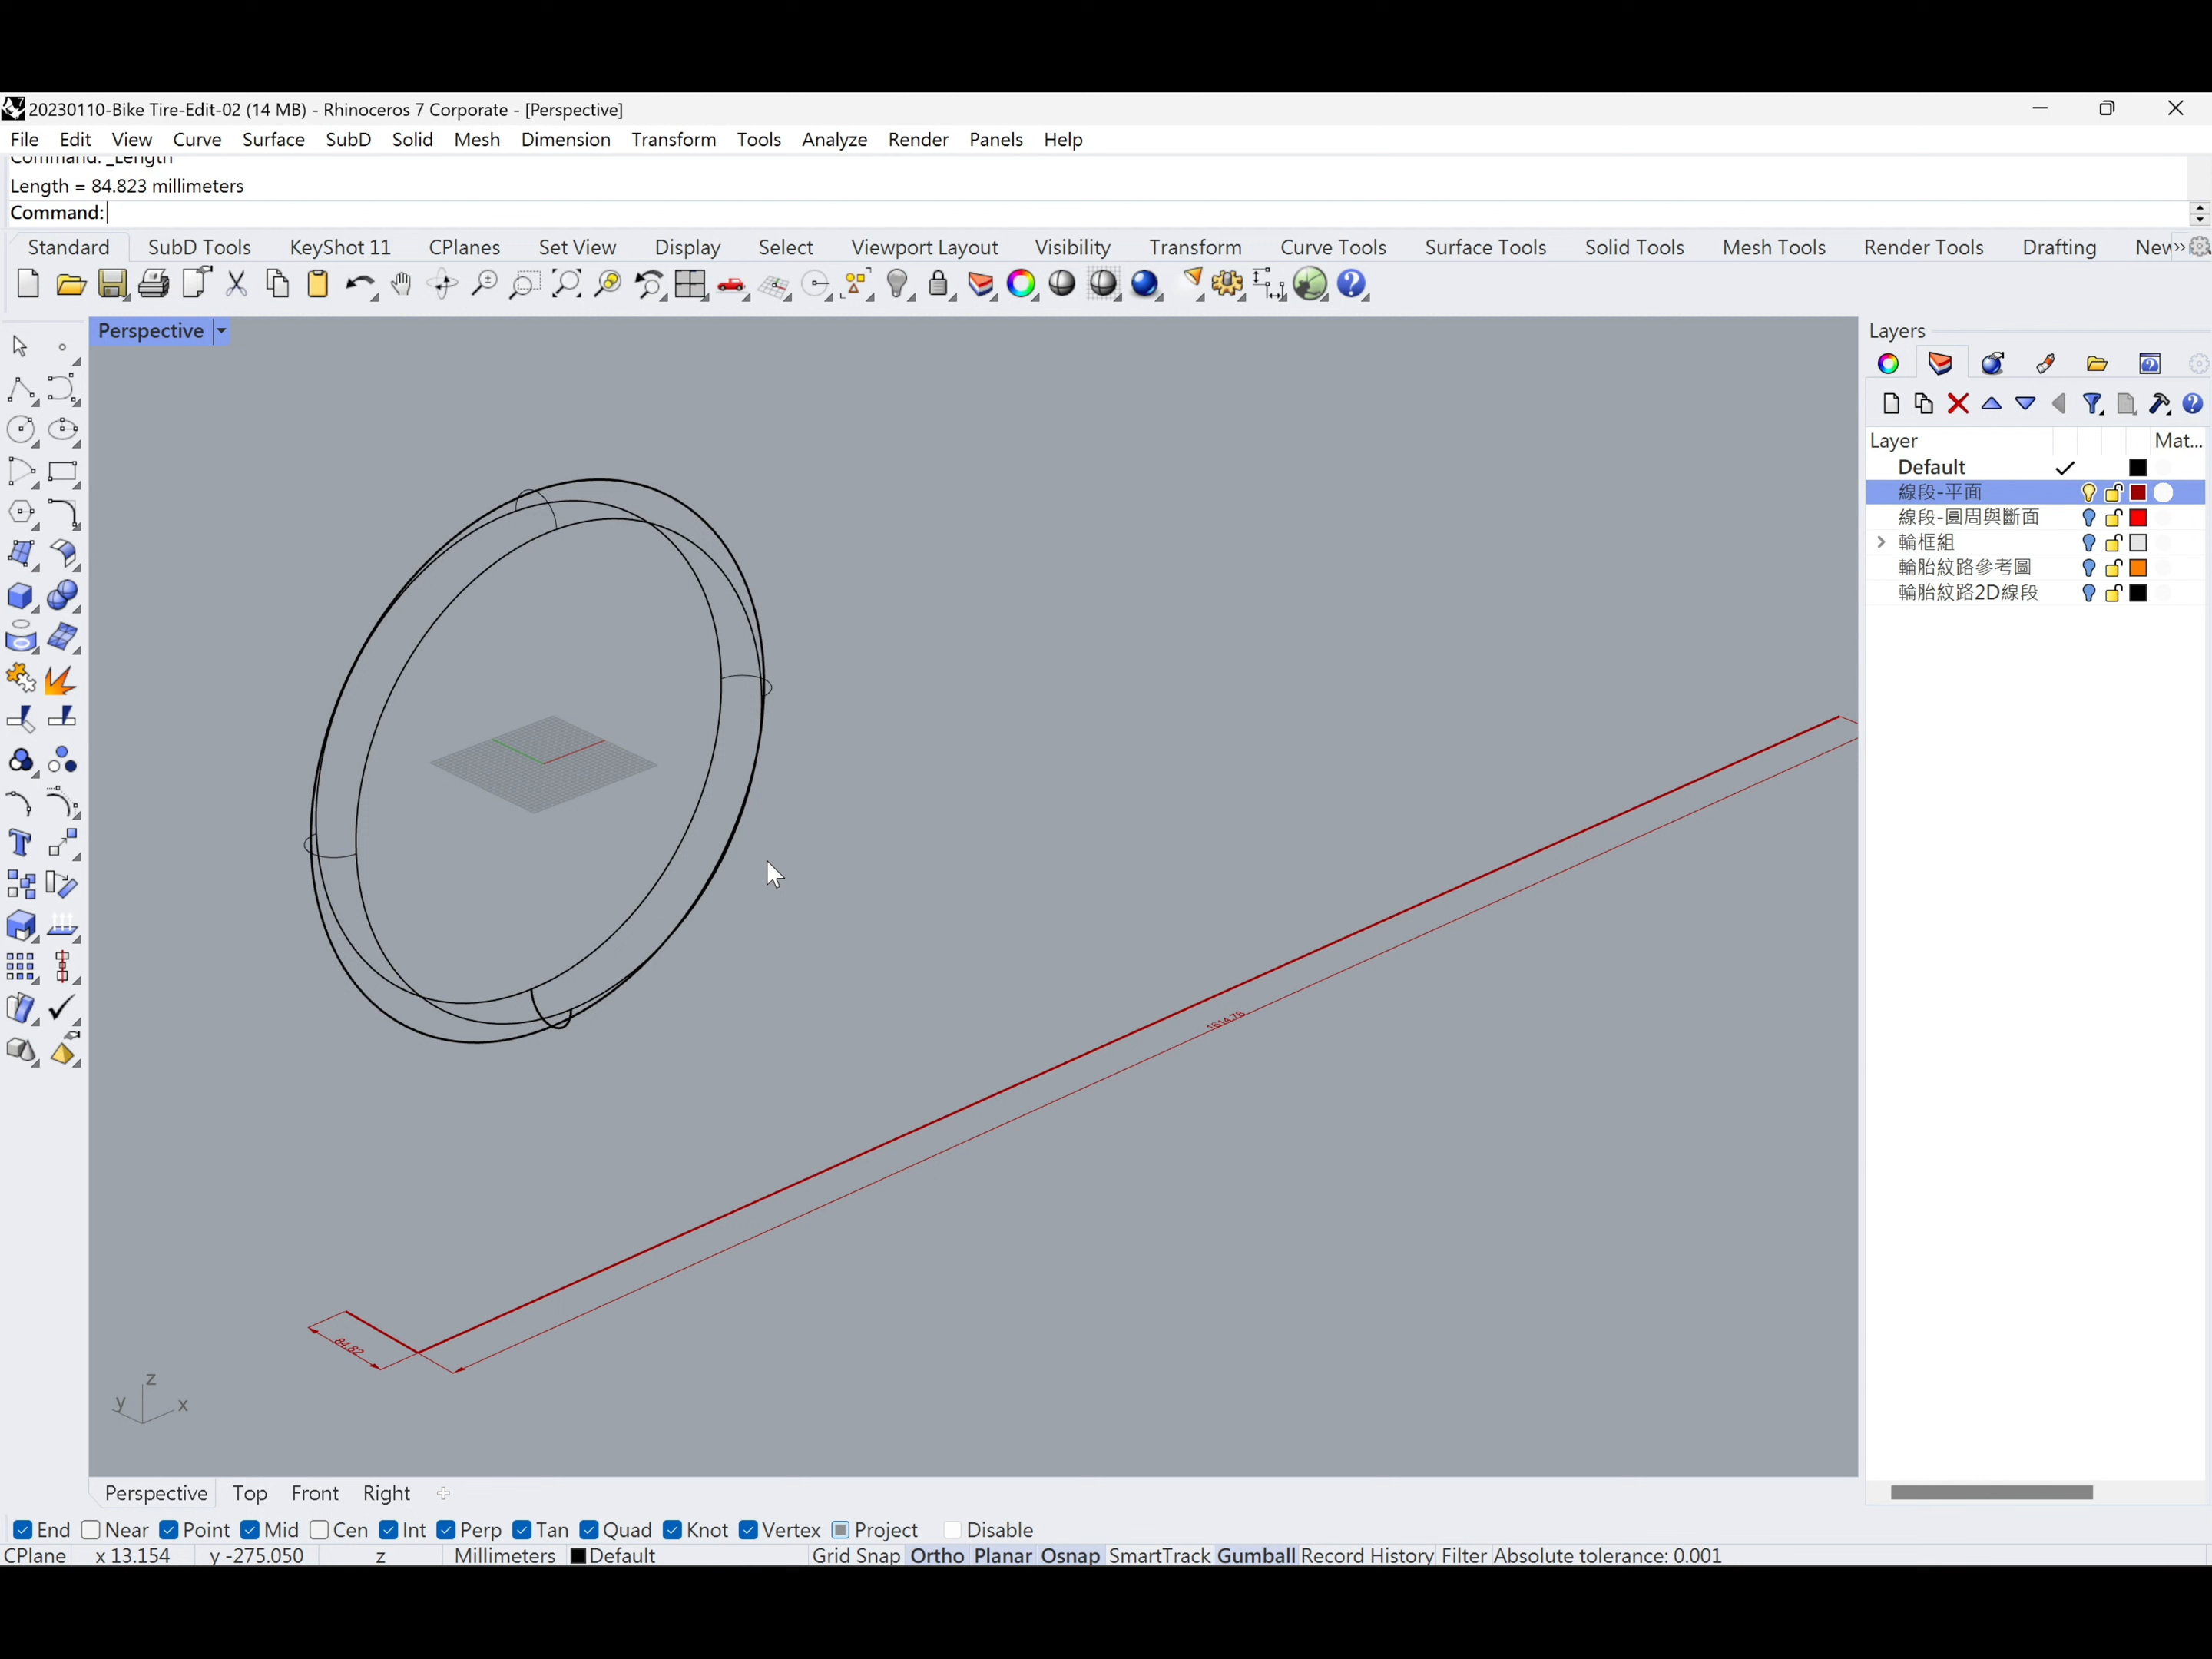 20230110-Bike Tire-Edit-02 (14 MB) - Rhinoceros 7 Corporate - [Perspective]
File Edit View Curve Surface SubD Solid Mesh Dimension Transform Tools Analyze Render Panels Help
Command: _Length
Length = 84.823 millimeters
Command:
Standard SubD Tools KeyShot 11 CPlanes Set View Display Select Viewport Layout Visibility Transform Curve Tools Surface Tools Solid Tools Mesh Tools Render Tools Drafting New
Perspective
Layers
Layer Mat...
Default
線段-平面
線段-圓周與斷面
輪框組
輪胎紋路參考圖
輪胎紋路2D線段
1614.78
84.82
z
y x
Perspective Top Front Right
End Near Point Mid Cen Int Perp Tan Quad Knot Vertex Project Disable
CPlane x 13.154 y -275.050 z Millimeters Default Grid Snap Ortho Planar Osnap SmartTrack Gumball Record History Filter Absolute tolerance: 0.001